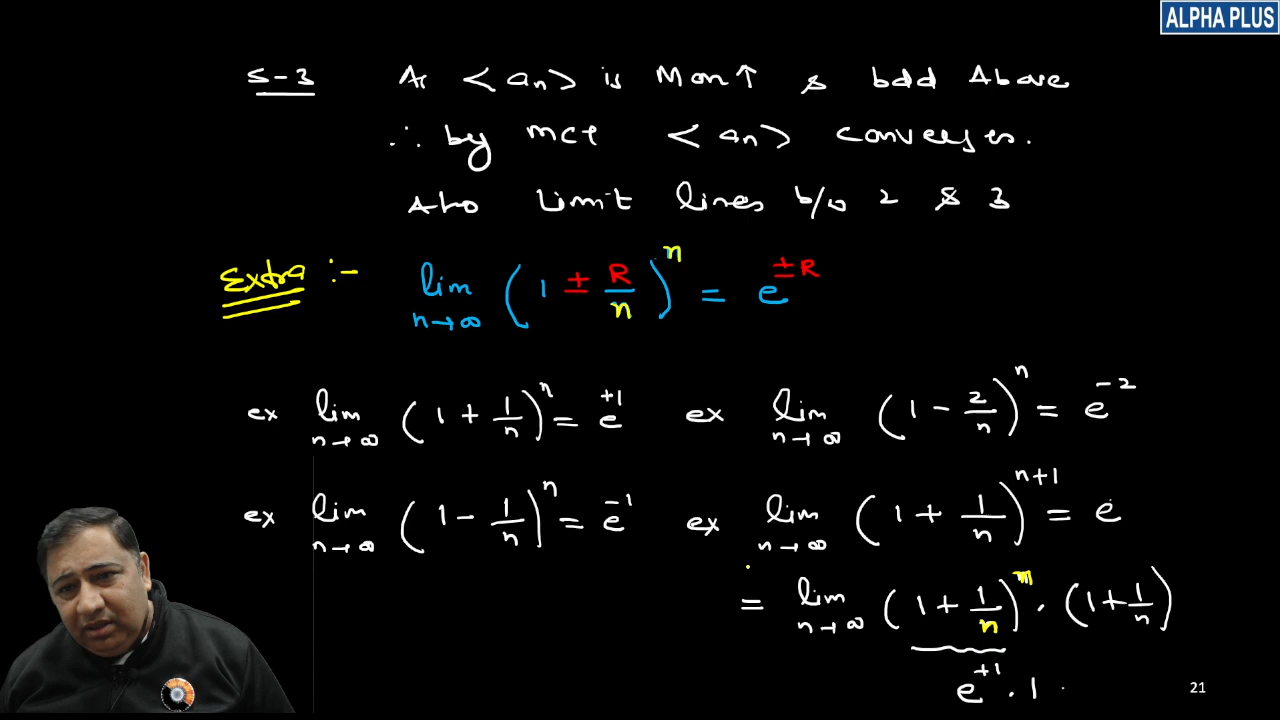 ALPHA PLUS
S-3 As <aₙ> is Mon↑ & bdd Above
∴ by MCT <aₙ> converges.
Also Limit lines b/w 2 & 3
Extra :-
lim n→∞ (1 ± R/n)ⁿ = e^±R
ex lim n→∞ (1 + 1/n)ⁿ = e^+1
ex lim n→∞ (1 - 2/n)ⁿ = e^-2
ex lim n→∞ (1 - 1/n)ⁿ = e^-1
ex lim n→∞ (1 + 1/n)^n+1 = e
= lim n→∞ (1 + 1/n)ⁿ · (1 + 1/n)
e^+1 · 1
21